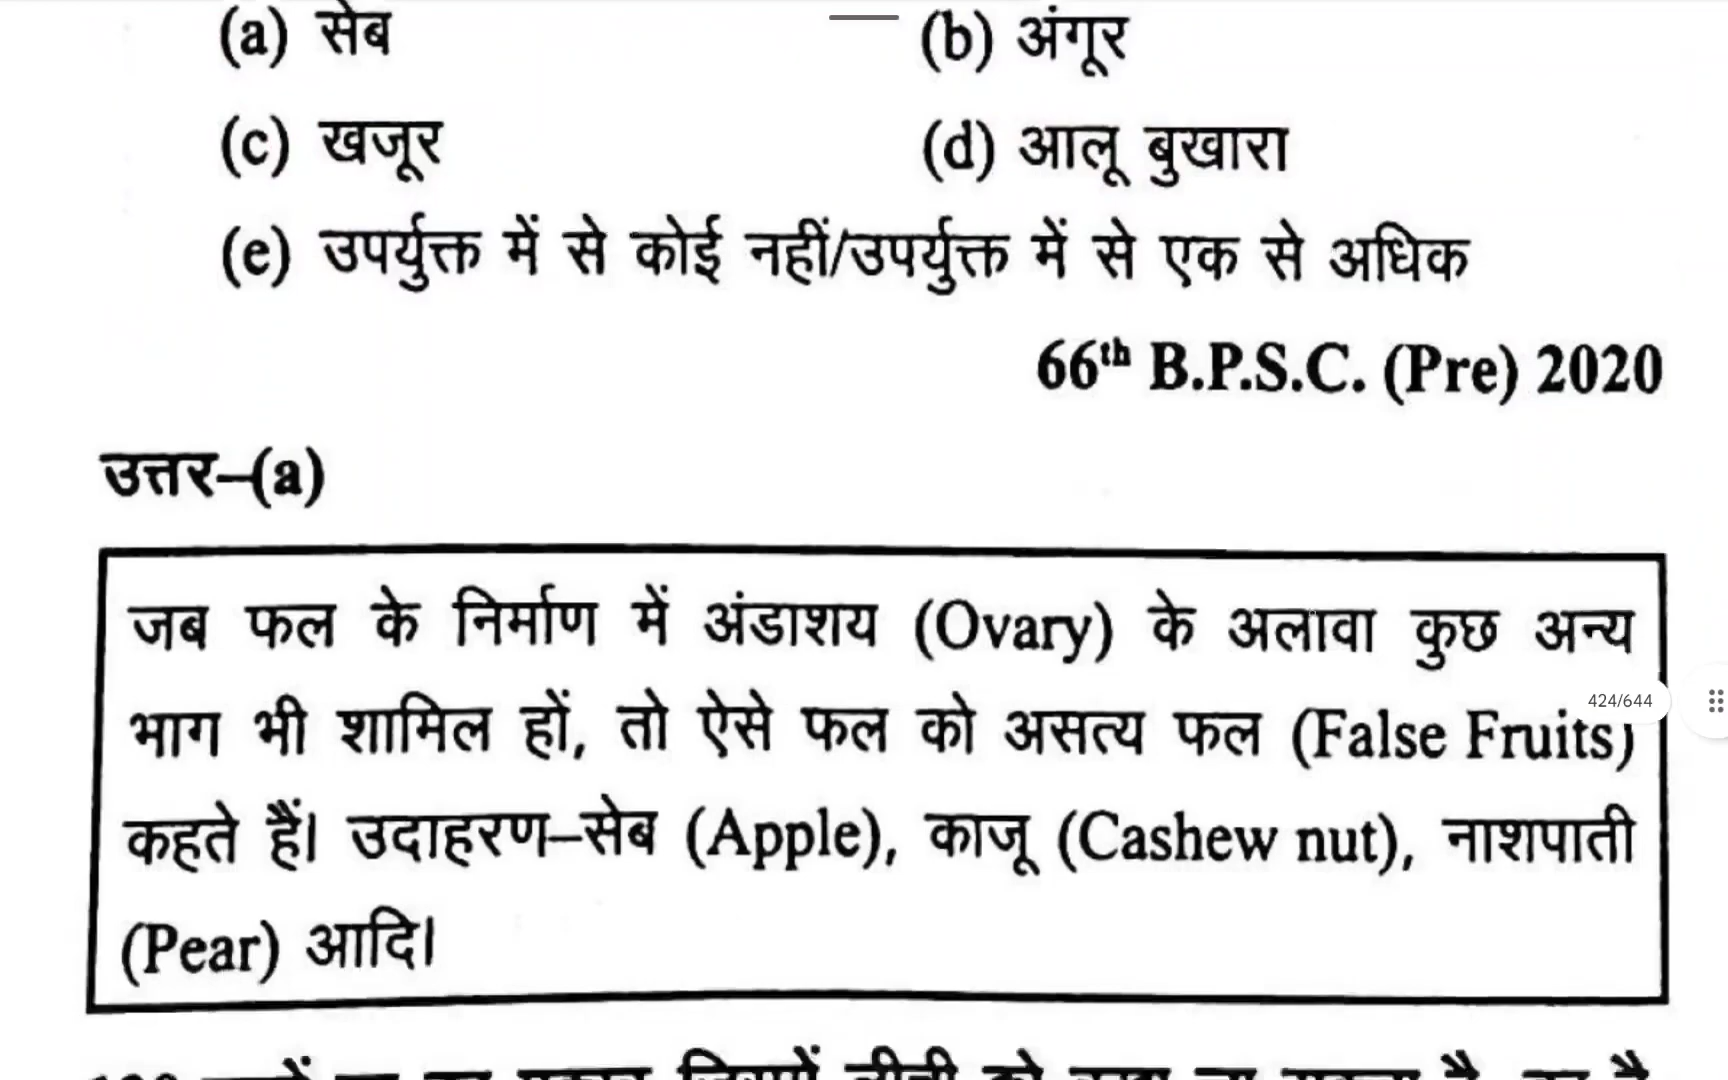 (a) सेब (b) अंगूर
(c) खजूर (d) आलू बुखारा
(e) उपर्युक्त में से कोई नहीं/उपर्युक्त में से एक से अधिक
66th B.P.S.C. (Pre) 2020
उत्तर–(a)
जब फल के निर्माण में अंडाशय (Ovary) के अलावा कुछ अन्य
भाग भी शामिल हों, तो ऐसे फल को असत्य फल (False Fruits)
424/644
कहते हैं। उदाहरण–सेब (Apple), काजू (Cashew nut), नाशपाती
(Pear) आदि।